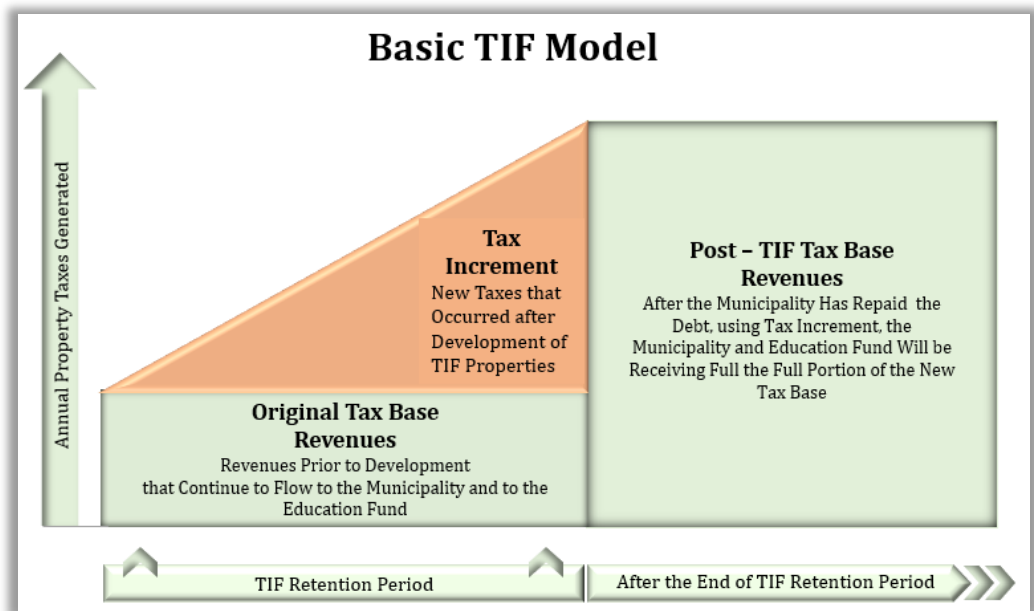 Basic TIF Model
Annual Property Taxes Generated
Tax
Increment
New Taxes that
Occurred after
Development of
TIF Properties
Original Tax Base
Revenues
Revenues Prior to Development
that Continue to Flow to the Municipality and to the
Education Fund
Post – TIF Tax Base
Revenues
After the Municipality Has Repaid the
Debt, using Tax Increment, the
Municipality and Education Fund Will be
Receiving Full the Full Portion of the New
Tax Base
TIF Retention Period
After the End of TIF Retention Period